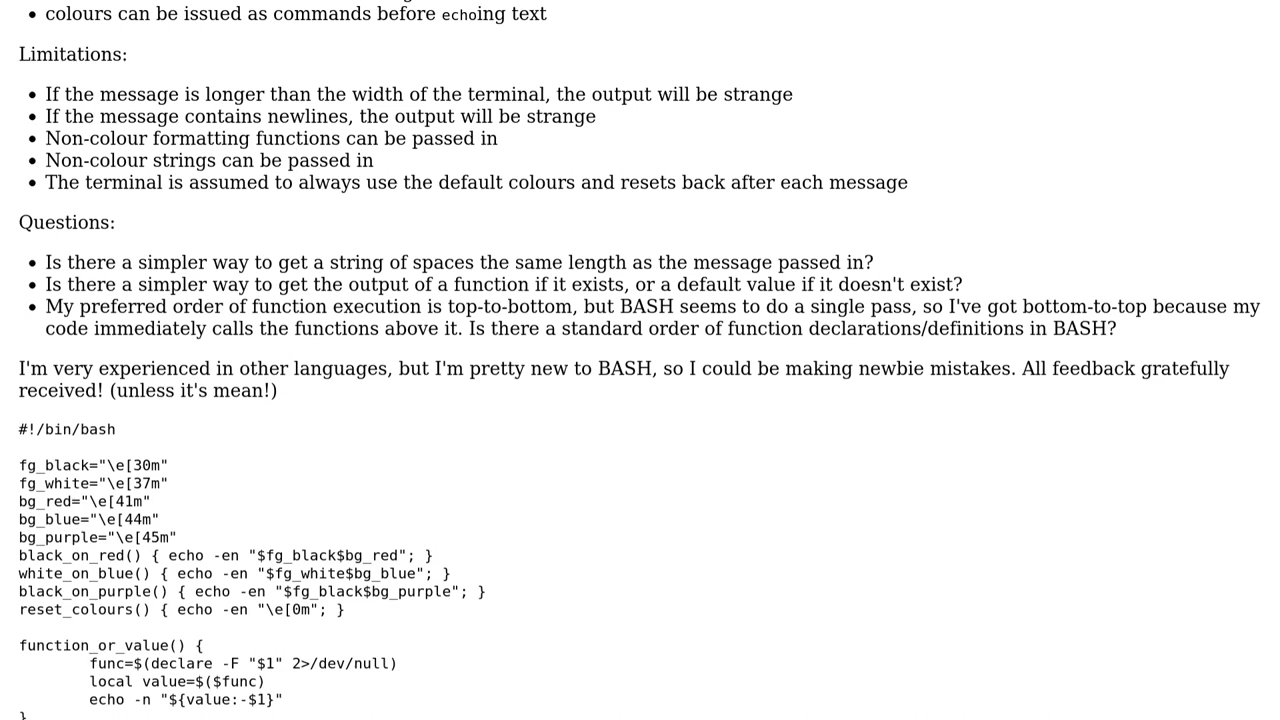 • colours can be issued as commands before echoing text
Limitations:
• If the message is longer than the width of the terminal, the output will be strange
• If the message contains newlines, the output will be strange
• Non-colour formatting functions can be passed in
• Non-colour strings can be passed in
• The terminal is assumed to always use the default colours and resets back after each message
Questions:
• Is there a simpler way to get a string of spaces the same length as the message passed in?
• Is there a simpler way to get the output of a function if it exists, or a default value if it doesn't exist?
• My preferred order of function execution is top-to-bottom, but BASH seems to do a single pass, so I've got bottom-to-top because my
code immediately calls the functions above it. Is there a standard order of function declarations/definitions in BASH?
I'm very experienced in other languages, but I'm pretty new to BASH, so I could be making newbie mistakes. All feedback gratefully
received! (unless it's mean!)
#!/bin/bash
fg_black="\e[30m"
fg_white="\e[37m"
bg_red="\e[41m"
bg_blue="\e[44m"
bg_purple="\e[45m"
black_on_red() { echo -en "$fg_black$bg_red"; }
white_on_blue() { echo -en "$fg_white$bg_blue"; }
black_on_purple() { echo -en "$fg_black$bg_purple"; }
reset_colours() { echo -en "\e[0m"; }
function_or_value() {
        func=$(declare -F "$1" 2>/dev/null)
        local value=$($func)
        echo -n "${value:-$1}"
}